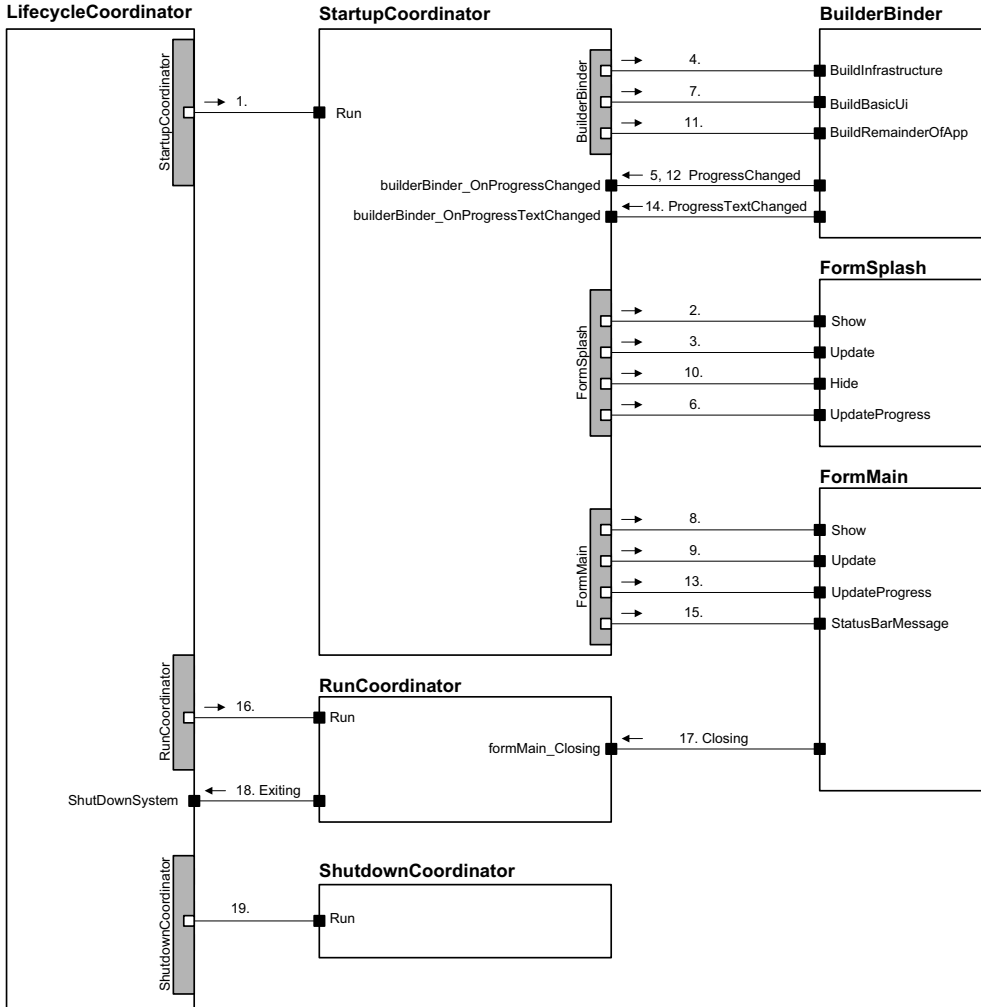 LifecycleCoordinator
StartupCoordinator
BuilderBinder
StartupCoordinator
1.
Run
BuilderBinder
4.
BuildInfrastructure
7.
BuildBasicUi
11.
BuildRemainderOfApp
builderBinder_OnProgressChanged
5, 12 ProgressChanged
builderBinder_OnProgressTextChanged
14. ProgressTextChanged
FormSplash
FormSplash
2.
Show
3.
Update
10.
Hide
6.
UpdateProgress
FormMain
FormMain
8.
Show
9.
Update
13.
UpdateProgress
15.
StatusBarMessage
RunCoordinator
RunCoordinator
16.
Run
formMain_Closing
17. Closing
ShutDownSystem
18. Exiting
ShutdownCoordinator
ShutdownCoordinator
19.
Run